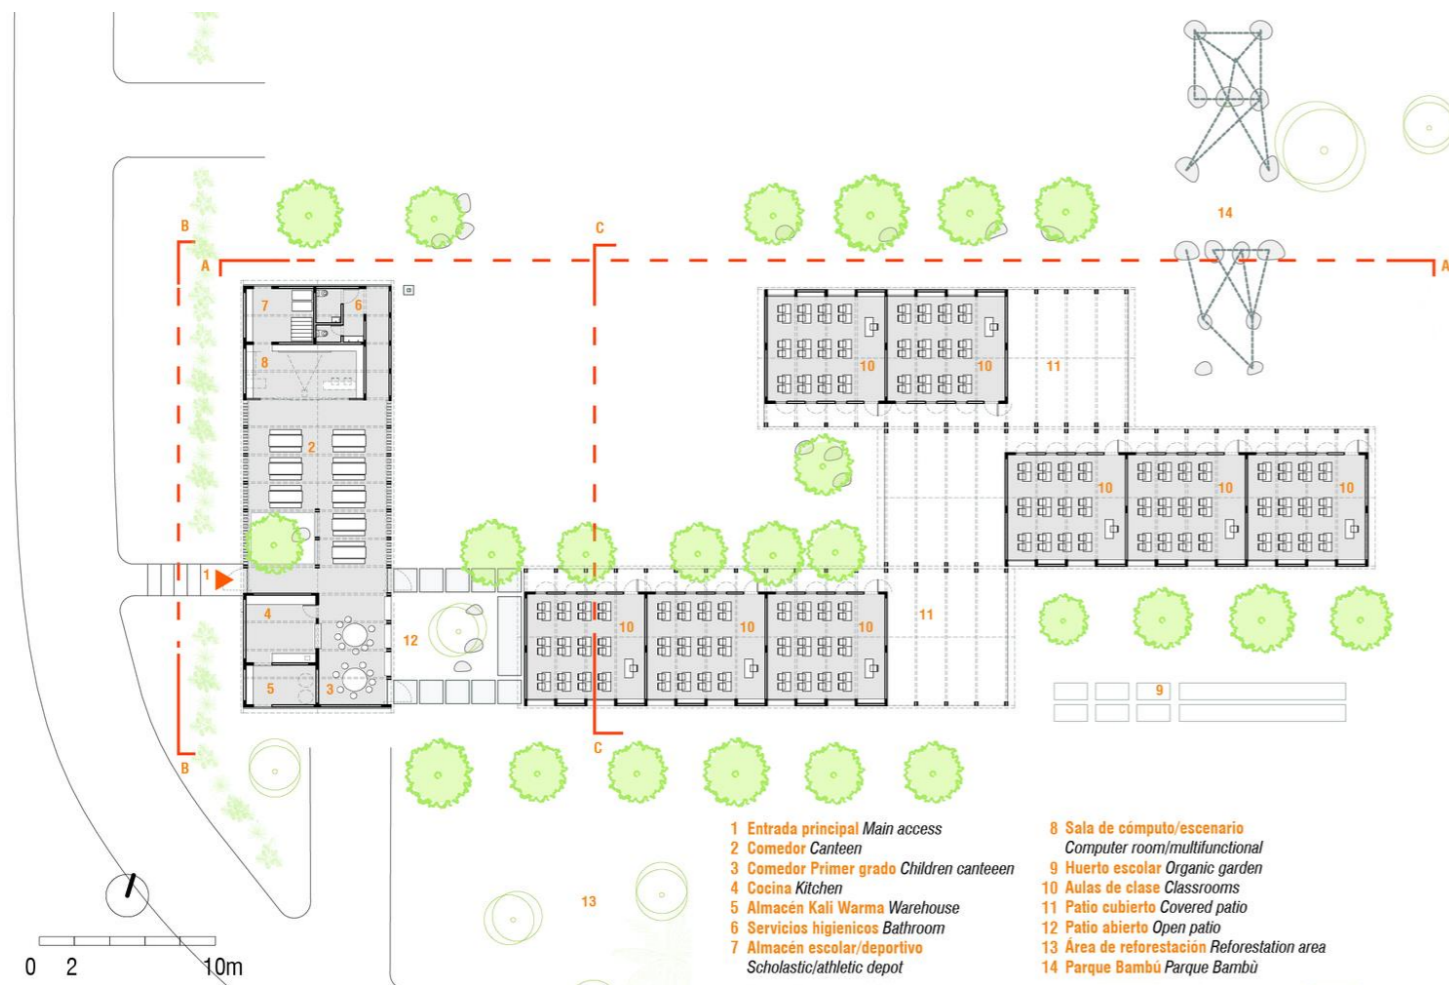 14
B
C
A
A
7
6
8
10
10
11
2
10
10
10
1
4
12
10
10
10
11
5
3
9
B
C
13
0 2 10m
1 Entrada principal Main access
2 Comedor Canteen
3 Comedor Primer grado Children canteeen
4 Cocina Kitchen
5 Almacén Kali Warma Warehouse
6 Servicios higienicos Bathroom
7 Almacén escolar/deportivo
Scholastic/athletic depot
8 Sala de cómputo/escenario
Computer room/multifunctional
9 Huerto escolar Organic garden
10 Aulas de clase Classrooms
11 Patio cubierto Covered patio
12 Patio abierto Open patio
13 Área de reforestación Reforestation area
14 Parque Bambú Parque Bambù